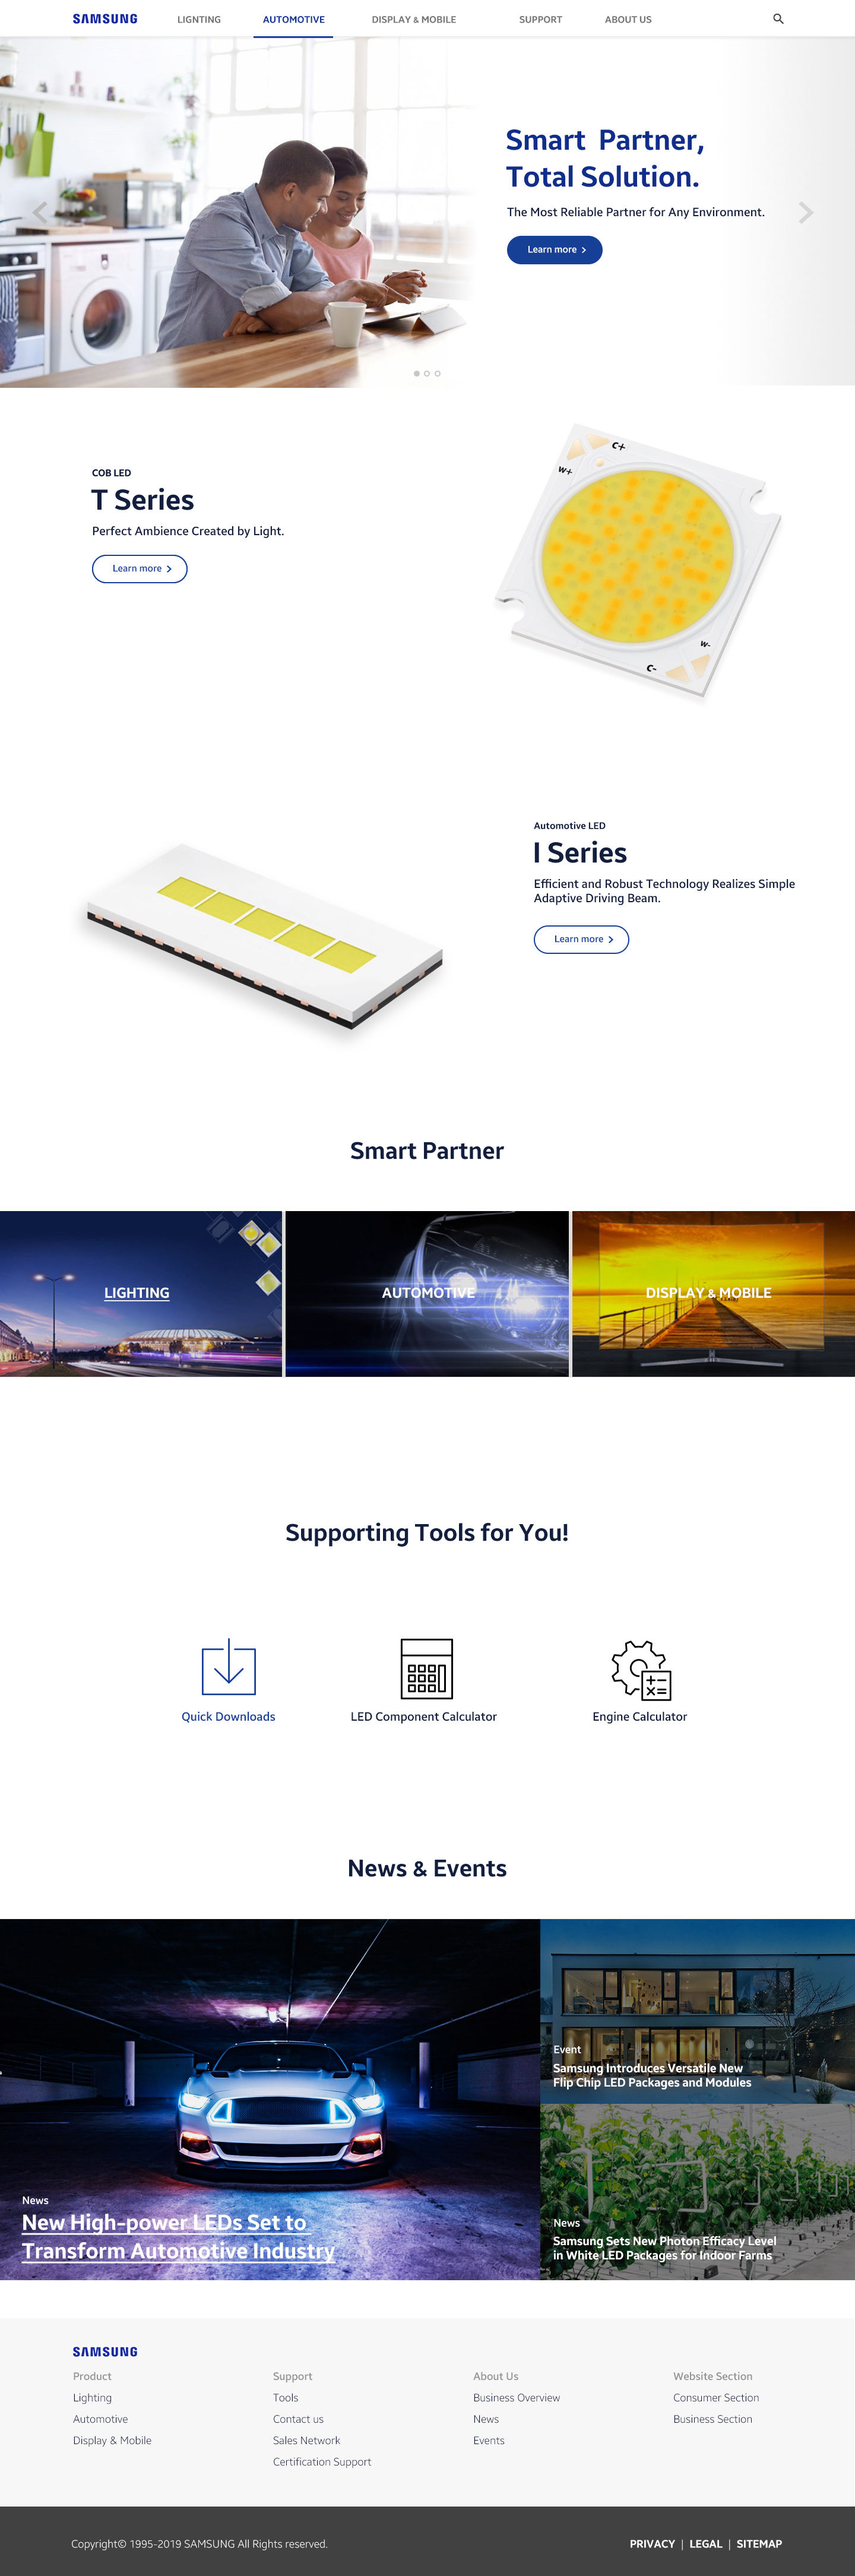 SAMSUNG LIGNTING AUTOMOTIVE DISPLAY & MOBILE SUPPORT ABOUT US
Smart Partner,
Total Solution.
The Most Reliable Partner for Any Environment.
Learn more
COB LED
T Series
Perfect Ambience Created by Light.
Learn more
C+
W+
W-
C-
Automotive LED
I Series
Efficient and Robust Technology Realizes Simple
Adaptive Driving Beam.
Learn more
Smart Partner
LIGHTING
AUTOMOTIVE
DISPLAY & MOBILE
Supporting Tools for You!
Quick Downloads
LED Component Calculator
Engine Calculator
News & Events
News
New High-power LEDs Set to
Transform Automotive Industry
Event
Samsung Introduces Versatile New
Flip Chip LED Packages and Modules
News
Samsung Sets New Photon Efficacy Level
in White LED Packages for Indoor Farms
SAMSUNG
Product
Lighting
Automotive
Display & Mobile
Support
Tools
Contact us
Sales Network
Certification Support
About Us
Business Overview
News
Events
Website Section
Consumer Section
Business Section
Copyright© 1995-2019 SAMSUNG All Rights reserved.
PRIVACY | LEGAL | SITEMAP